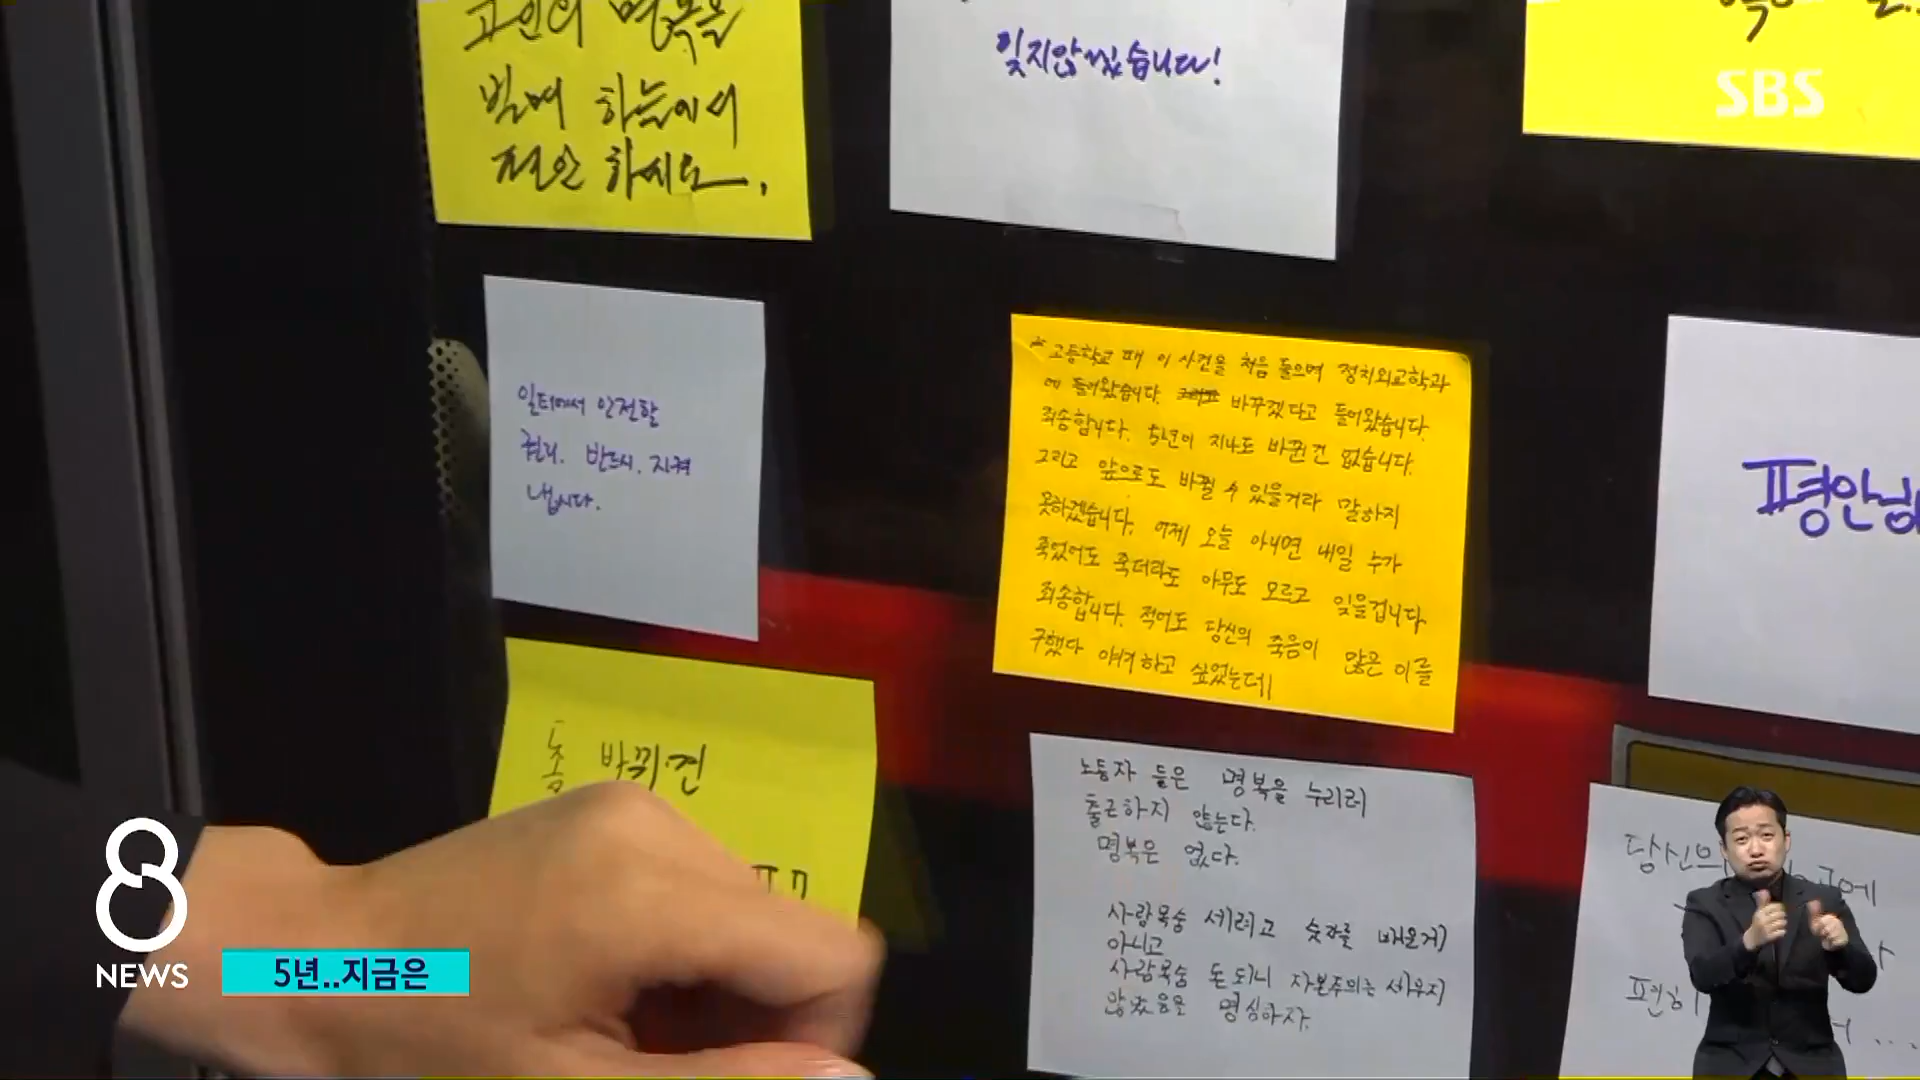 고인의 명복을
빌며 하늘에서
편안 하세요.
잊지않겠습니다!
SBS
일터에서 안전할
권리. 반드시. 지켜
냅시다.
고등학교 때 이 사건을 처음 들으며 정치외교학과
에 들어왔습니다. 바꾸겠다고 들어왔습니다.
죄송합니다. 5년이 지나도 바뀐건 없습니다.
그리고 앞으로도 바뀔 수 있을거라 말하지
못하겠습니다. 어제 오늘 아니면 내일 누가
죽었어도 죽더라도 아무도 모르고 잊을겁니다
죄송합니다. 적어도 당신의 죽음이 많은 이를
구했다 얘기하고 싶었는데
평안히
좀 바뀌
노동자 들은 명복을 누리러
출근하지 않는다.
명복은 없다.
사람목숨 세려고 숫자를 배운게
아니고
사람목숨 돈 되니 자본주의는 세우지
않았음을 명심하자.
당신의
8
NEWS
5년..지금은